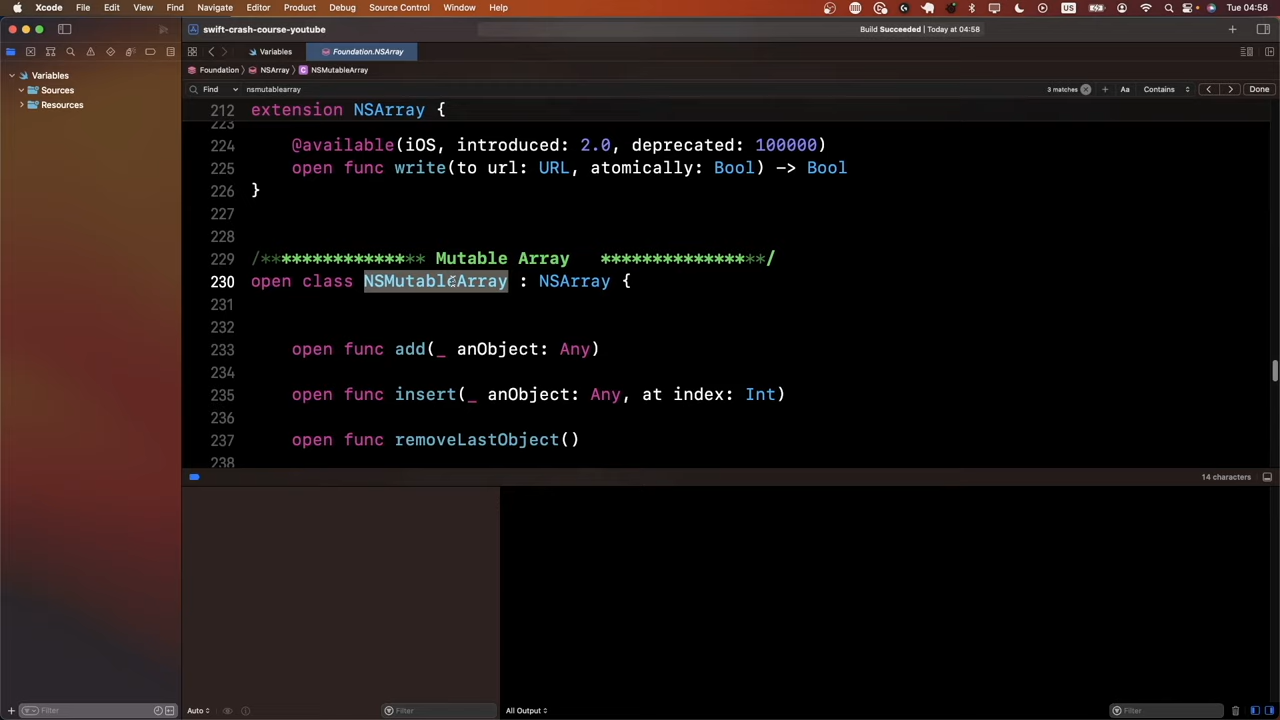 Xcode File Edit View Find Navigate Editor Product Debug Source Control Window Help US Tue 04:58
swift-crash-course-youtube Build Succeeded | Today at 04:58
Variables Foundation.NSArray
Foundation NSArray NSMutableArray
Variables
Sources
Resources
Find nsmutablearray 3 matches Aa Contains Done
212 extension NSArray {
223
224 @available(iOS, introduced: 2.0, deprecated: 100000)
225 open func write(to url: URL, atomically: Bool) -> Bool
226 }
227
228
229 /*************** Mutable Array ***************/
230 open class NSMutableArray : NSArray {
231
232
233 open func add(_ anObject: Any)
234
235 open func insert(_ anObject: Any, at index: Int)
236
237 open func removeLastObject()
238
14 characters
Filter Auto Filter All Output Filter